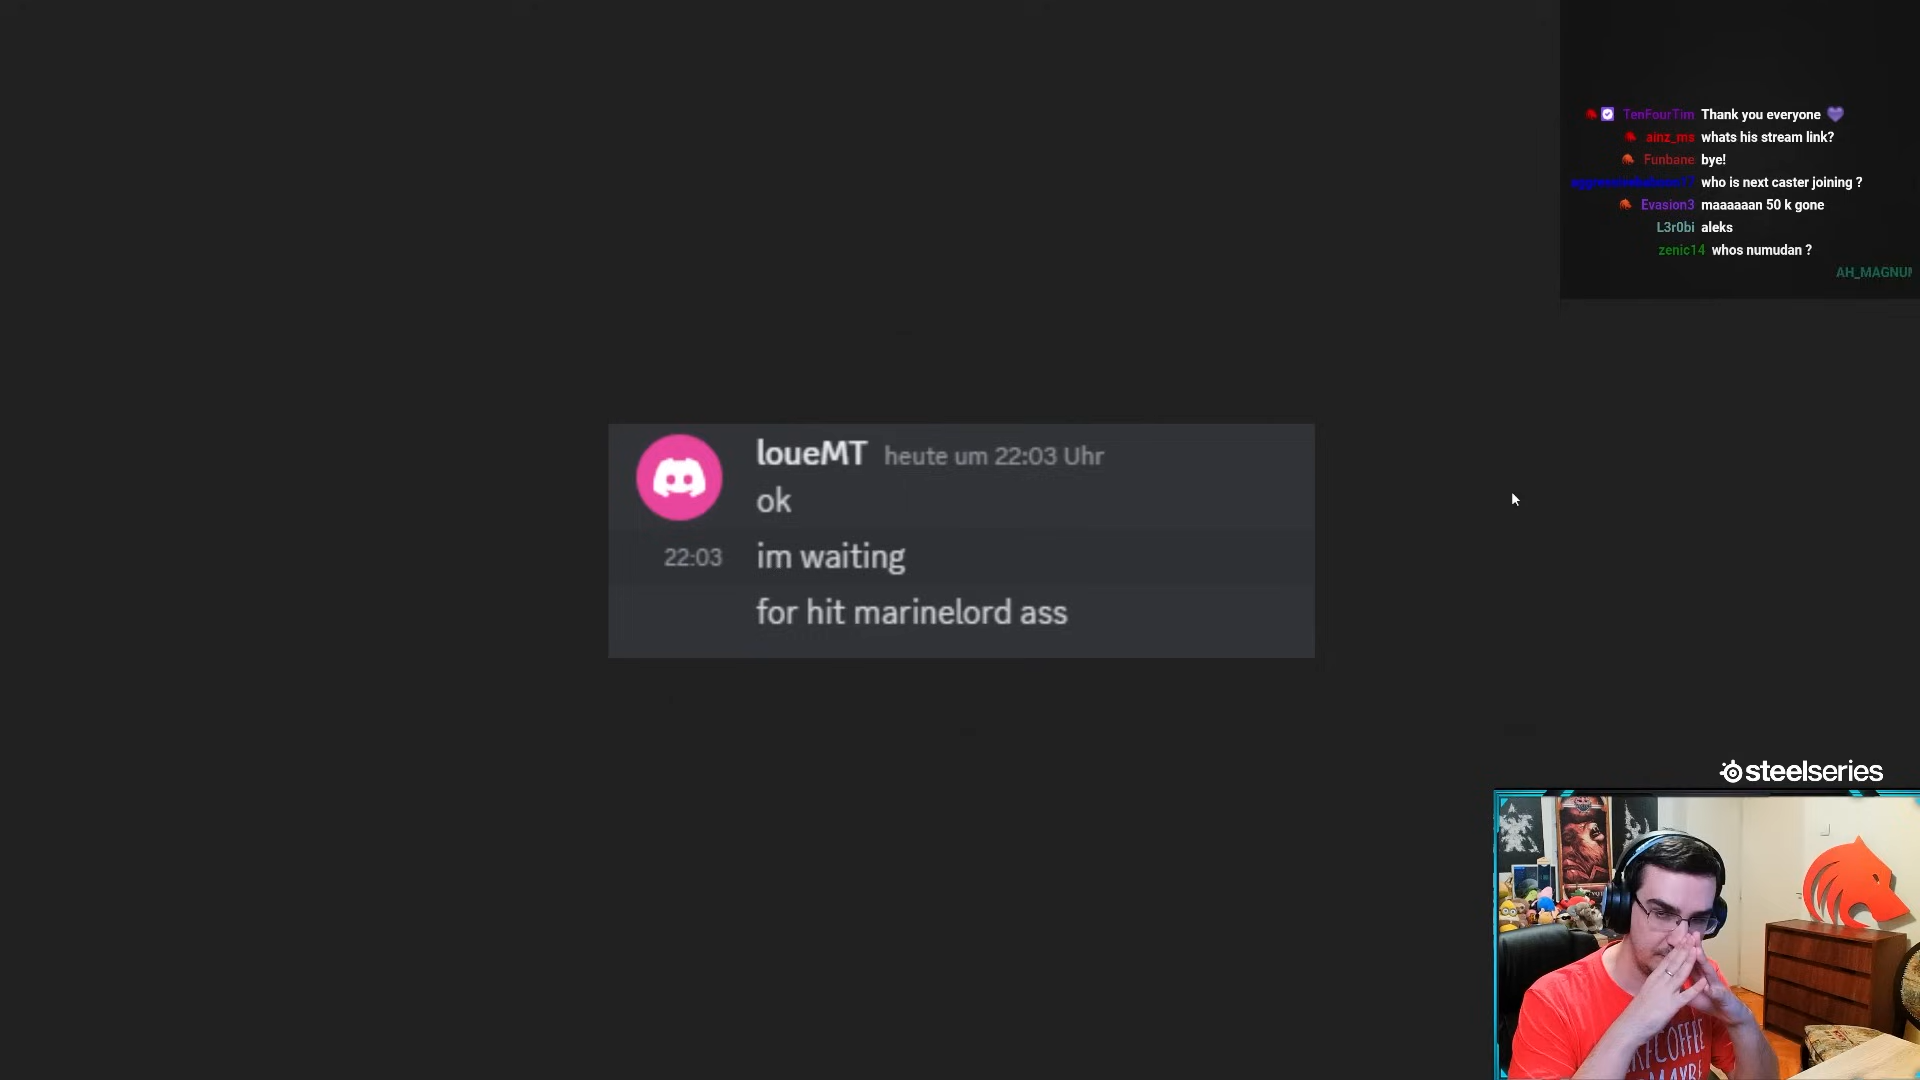 TenFourTim Thank you everyone
ainz_ms whats his stream link?
Funbane bye!
who is next caster joining ?
Evasion3 maaaaaan 50 k gone
L3r0bi aleks
zenic14 whos numudan ?
AH_MAGNU
loueMT heute um 22:03 Uhr
ok
22:03 im waiting
for hit marinelord ass
steelseries
COFFEE
MAYBE